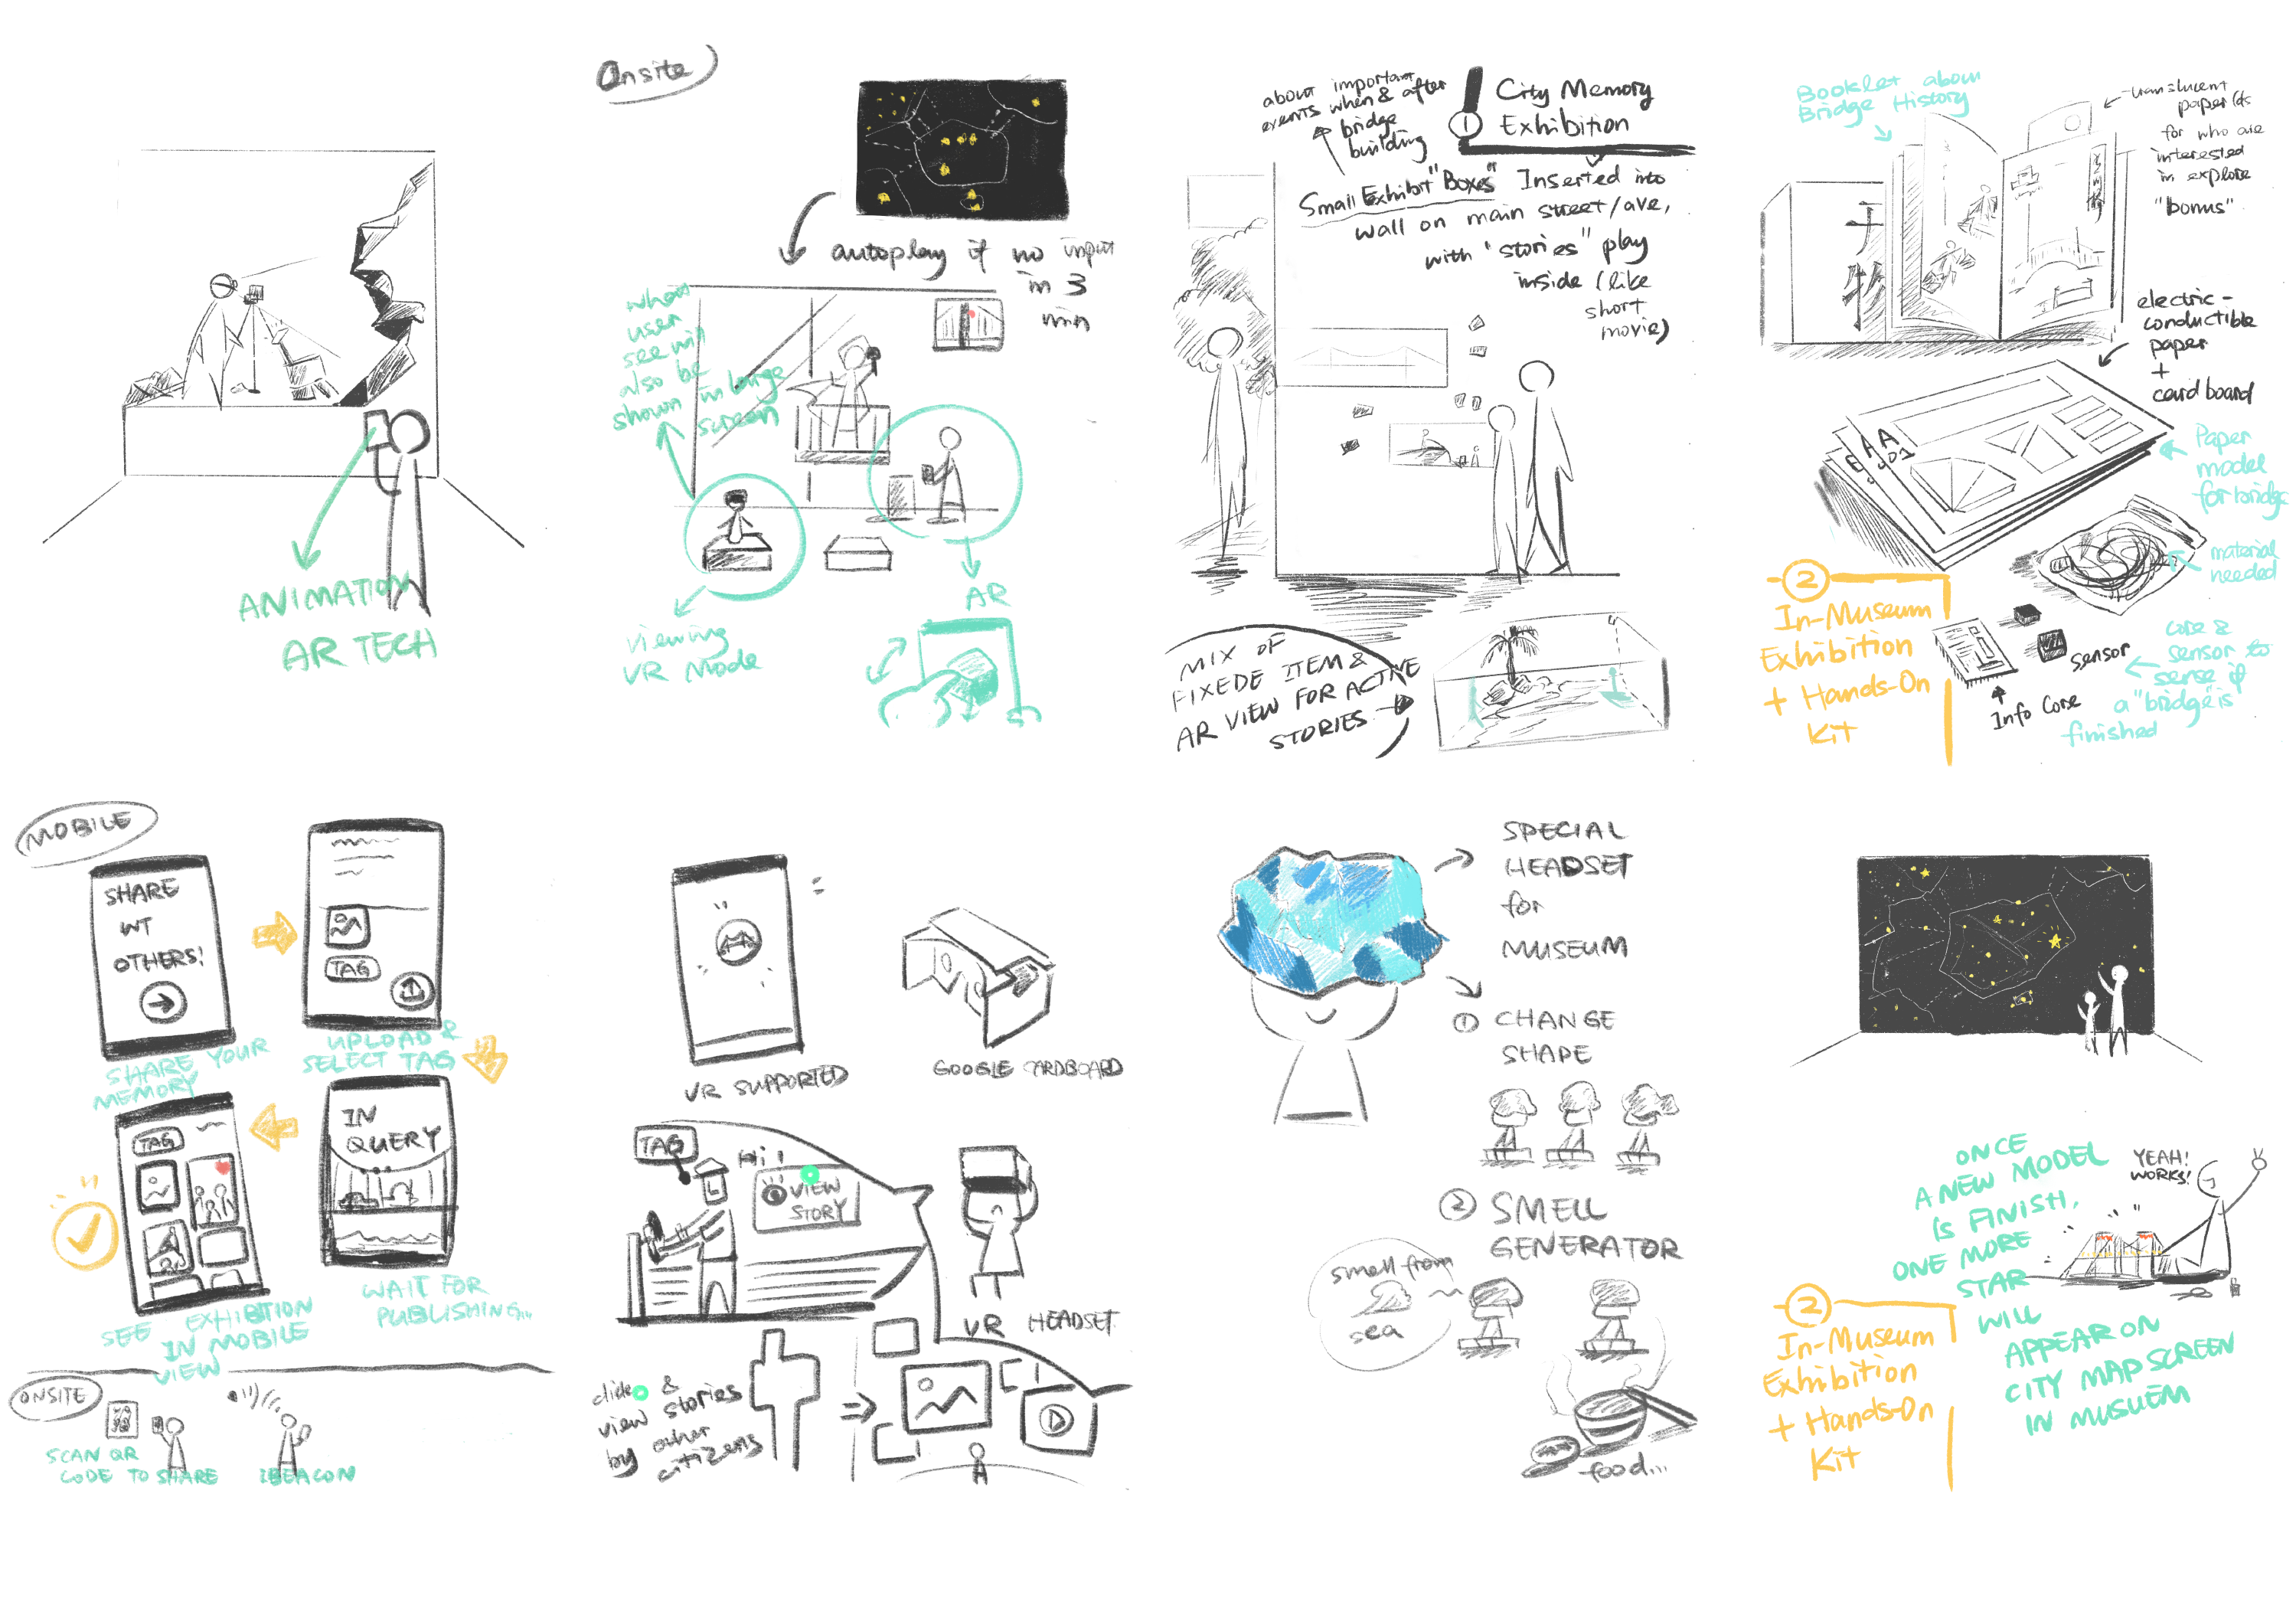 ANIMATION
AR TECH
Onsite
autoplay if no input
in 3
min
when
user
see will
also be
shown in large
screen
viewing
VR Mode
AR
about important
events when & after
bridge
building
① City Memory
Exhibition
Small Exhibit "Boxes" Inserted into
wall on main street/ave,
with "stories" play
inside (like
short
movie)
MIX OF
FIXEDE ITEM &
AR VIEW FOR ACTIVE
STORIES
Booklet about
Bridge History
translucent
paper
for who are
interested
in explore
"bonus"
物
electric-
conductible
paper
+
cardboard
A
A
E
Paper
model
for bridge
material
needed
②
In-Museum
Exhibition
+ Hands-On
Kit
sensor
Info Core
core &
sensor to
sense if
a "bridge" is
finished
MOBILE
SHARE
WT
OTHERS!
SHARE YOUR
MEMORY
TAG
UPLOAD &
SELECT TAG
IN
QUERY
WAIT FOR
PUBLISHING...
TAG
SEE EXHIBITION
IN MOBILE
VIEW
ONSITE
SCAN QR
CODE TO SHARE
IBEACON
VR SUPPORTED
GOOGLE CARDBOARD
TAG
Hi!
VIEW
STORY
VR HEADSET
click &
view stories
by other
citizens
SPECIAL
HEADSET
for
MUSEUM
① CHANGE
SHAPE
② SMELL
GENERATOR
smell from
sea
food...
ONCE
A NEW MODEL
IS FINISH,
ONE MORE
STAR
WILL
APPEAR ON
CITY MAP SCREEN
IN MUSUEM
YEAH!
WORKS!
②
In-Museum
Exhibition
+ Hands-On
Kit